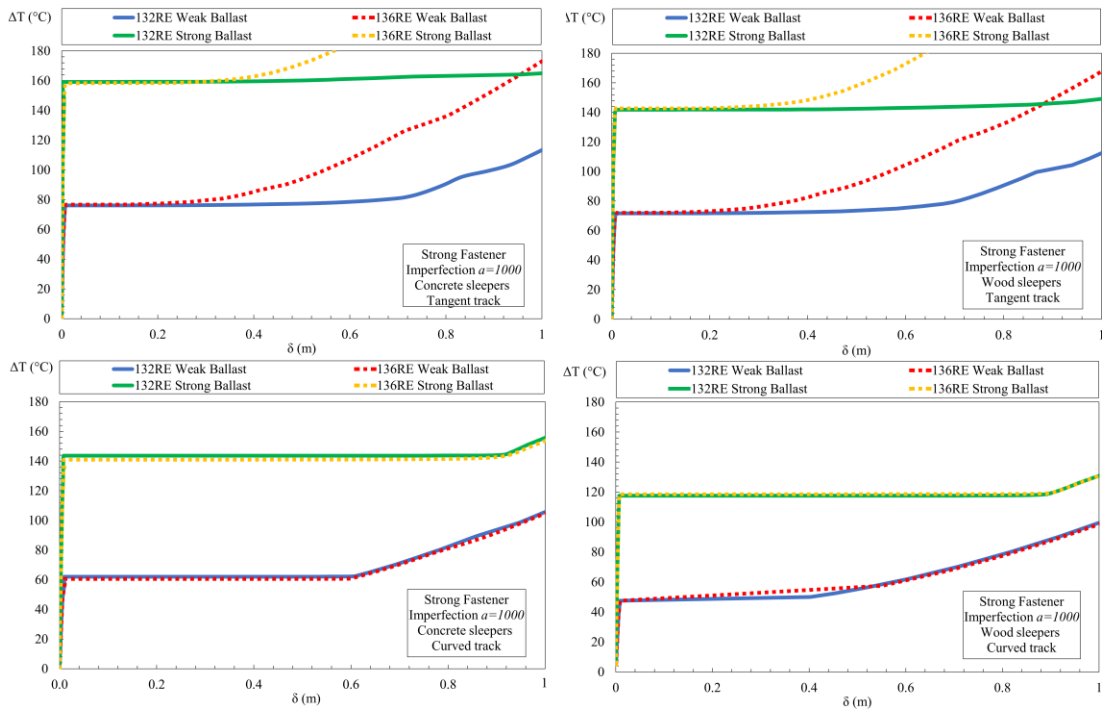 ΔT (°C)
132RE Weak Ballast
136RE Weak Ballast
132RE Strong Ballast
136RE Strong Ballast
180
160
140
120
100
80
60
40
20
0
Strong Fastener
Imperfection a=1000
Concrete sleepers
Tangent track
0 0.2 0.4 0.6 0.8 1
δ (m)
ΔT (°C)
132RE Weak Ballast
136RE Weak Ballast
132RE Strong Ballast
136RE Strong Ballast
180
160
140
120
100
80
60
40
20
0
Strong Fastener
Imperfection a=1000
Wood sleepers
Tangent track
0 0.2 0.4 0.6 0.8 1
δ (m)
ΔT (°C)
132RE Weak Ballast
136RE Weak Ballast
132RE Strong Ballast
136RE Strong Ballast
180
160
140
120
100
80
60
40
20
0
Strong Fastener
Imperfection a=1000
Concrete sleepers
Curved track
0.0 0.2 0.4 0.6 0.8 1
δ (m)
ΔT (°C)
132RE Weak Ballast
136RE Weak Ballast
132RE Strong Ballast
136RE Strong Ballast
180
160
140
120
100
80
60
40
20
0
Strong Fastener
Imperfection a=1000
Wood sleepers
Curved track
0 0.2 0.4 0.6 0.8 1
δ (m)